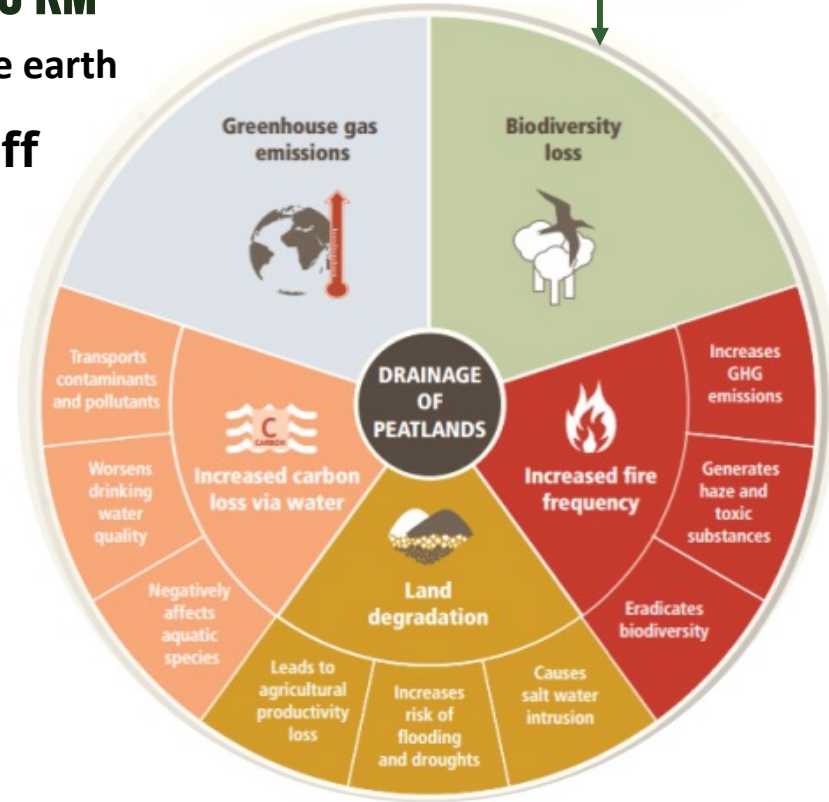 KM
e earth
ff
Greenhouse gas
emissions
Biodiversity
loss
DRAINAGE
OF
PEATLANDS
Transports
contaminants
and pollutants
Worsens
drinking
water
quality
Negatively
affects
aquatic
species
C
CARBON
Increased carbon
loss via water
Land
degradation
Leads to
agricultural
productivity
loss
Increases
risk of
flooding
and droughts
Causes
salt water
intrusion
Increased fire
frequency
Increases
GHG
emissions
Generates
haze and
toxic
substances
Eradicates
biodiversity